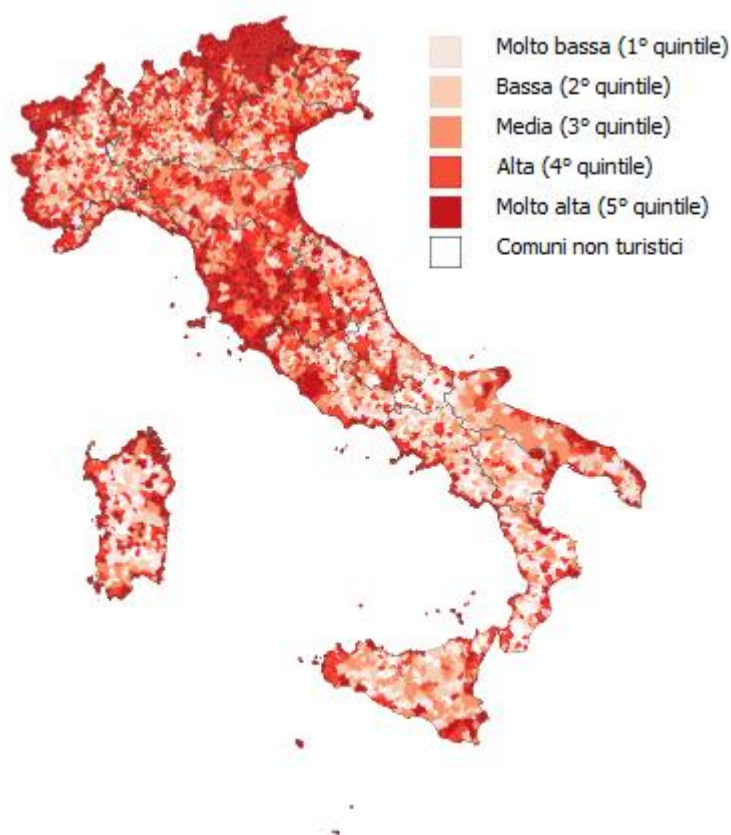 Molto bassa (1° quintile)
Bassa (2° quintile)
Media (3° quintile)
Alta (4° quintile)
Molto alta (5° quintile)
Comuni non turistici